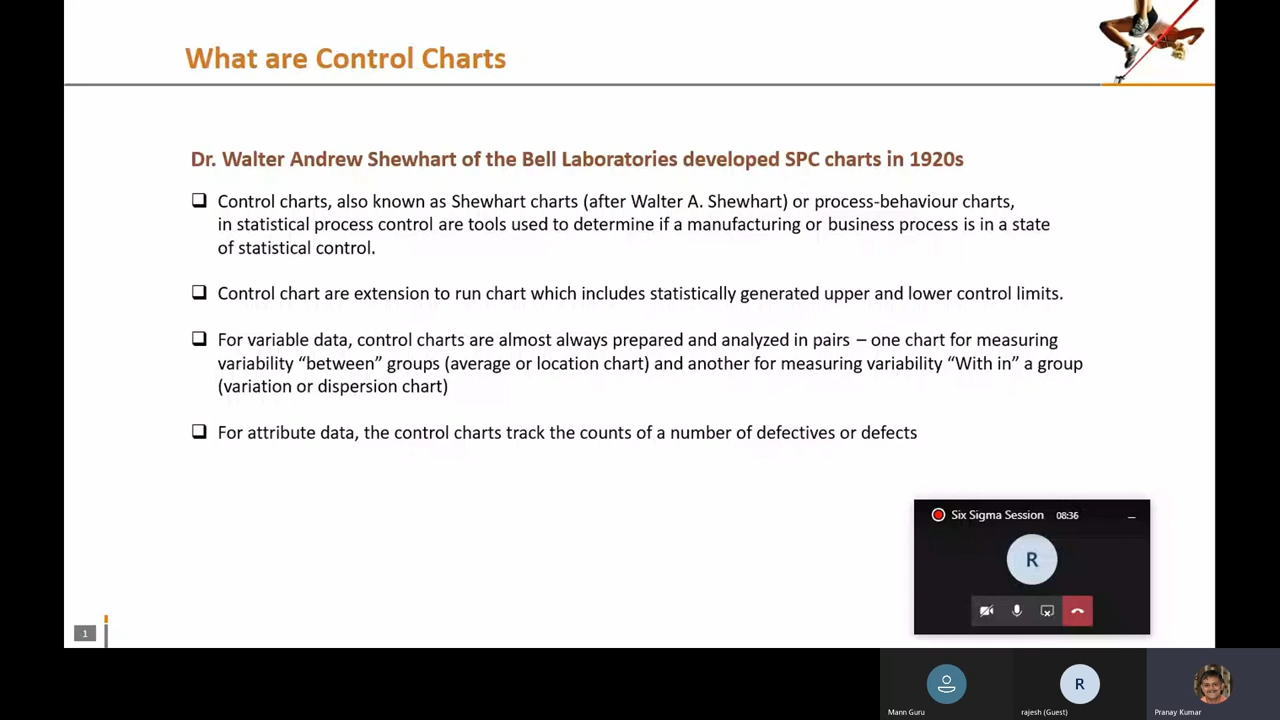 What are Control Charts
Dr. Walter Andrew Shewhart of the Bell Laboratories developed SPC charts in 1920s
Control charts, also known as Shewhart charts (after Walter A. Shewhart) or process-behaviour charts,
in statistical process control are tools used to determine if a manufacturing or business process is in a state
of statistical control.
Control chart are extension to run chart which includes statistically generated upper and lower control limits.
For variable data, control charts are almost always prepared and analyzed in pairs – one chart for measuring
variability “between” groups (average or location chart) and another for measuring variability “With in” a group
(variation or dispersion chart)
For attribute data, the control charts track the counts of a number of defectives or defects
Six Sigma Session 08:36
R
1
R
Mann Guru
rajesh (Guest)
Pranay Kumar